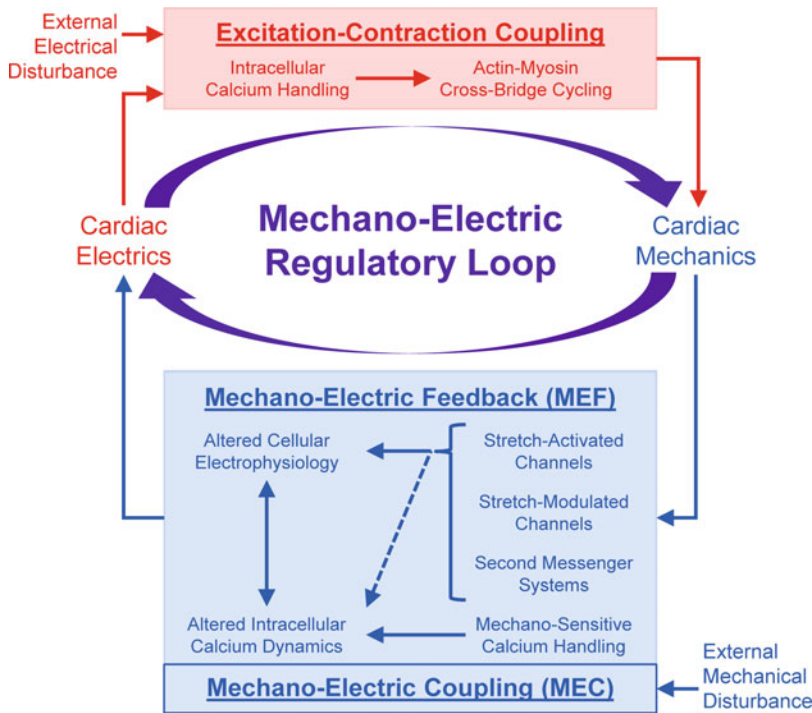 External
Electrical
Disturbance
Excitation-Contraction Coupling
Intracellular
Calcium Handling
Actin-Myosin
Cross-Bridge Cycling
Cardiac
Electrics
Mechano-Electric
Regulatory Loop
Cardiac
Mechanics
Mechano-Electric Feedback (MEF)
Altered Cellular
Electrophysiology
Stretch-Activated
Channels
Stretch-Modulated
Channels
Second Messenger
Systems
Altered Intracellular
Calcium Dynamics
Mechano-Sensitive
Calcium Handling
Mechano-Electric Coupling (MEC)
External
Mechanical
Disturbance